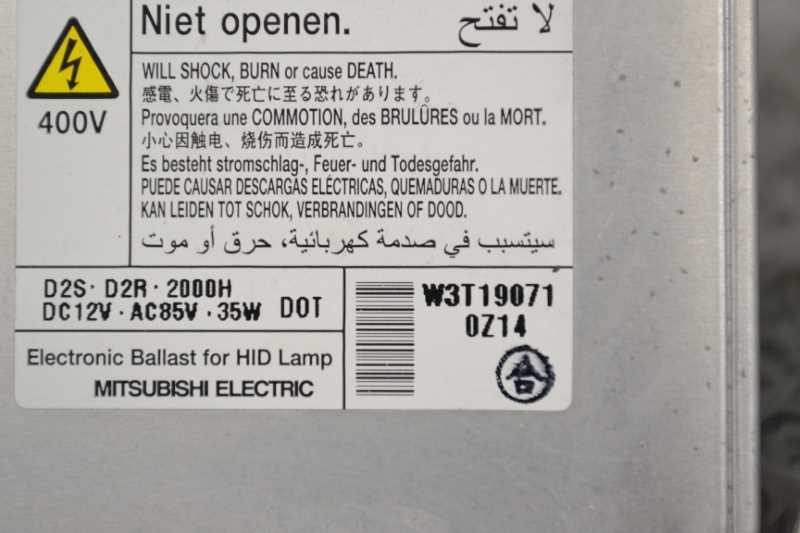 Niet openen.
لا تفتح
400V
WILL SHOCK, BURN or cause DEATH.
感電、火傷で死亡に至る恐れがあります。
Provoquera une COMMOTION, des BRULÛRES ou la MORT.
小心因触电、烧伤而造成死亡。
Es besteht stromschlag-, Feuer- und Todesgefahr.
PUEDE CAUSAR DESCARGAS ELÉCTRICAS, QUEMADURAS O LA MUERTE.
KAN LEIDEN TOT SCHOK, VERBRANDINGEN OF DOOD.
سيتسبب في صدمة كهربائية، حرق أو موت
D2S · D2R · 2000H
DC12V · AC85V · 35W DOT
Electronic Ballast for HID Lamp
MITSUBISHI ELECTRIC
W3T19071
0Z14
合